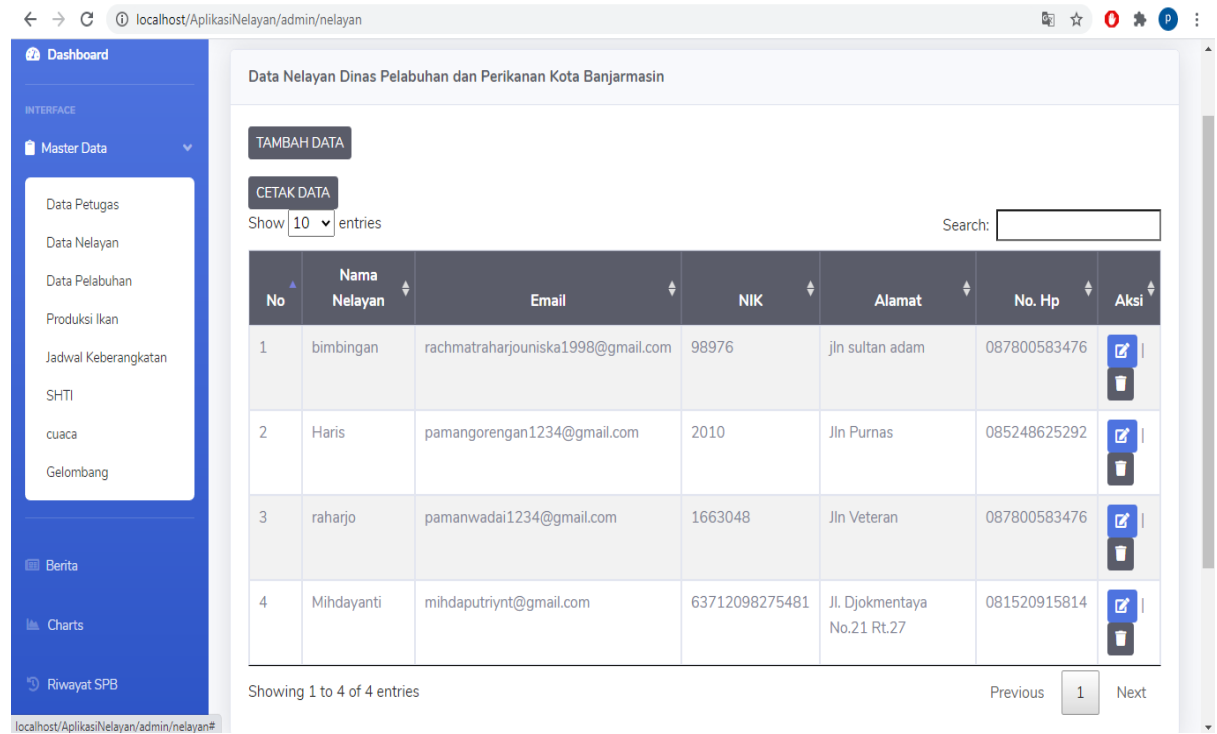 localhost/AplikasiNelayan/admin/nelayan
P
Dashboard
INTERFACE
Master Data
Data Petugas
Data Nelayan
Data Pelabuhan
Produksi Ikan
Jadwal Keberangkatan
SHTI
cuaca
Gelombang
Berita
Charts
Riwayat SPB
localhost/AplikasiNelayan/admin/nelayan#
Data Nelayan Dinas Pelabuhan dan Perikanan Kota Banjarmasin
TAMBAH DATA
CETAK DATA
Show 10 entries
Search:
No Nama Nelayan Email NIK Alamat No. Hp Aksi
1 bimbingan rachmatraharjouniska1998@gmail.com 98976 jln sultan adam 087800583476 |
2 Haris pamangorengan1234@gmail.com 2010 Jln Purnas 085248625292 |
3 raharjo pamanwadai1234@gmail.com 1663048 Jln Veteran 087800583476 |
4 Mihdayanti mihdaputriynt@gmail.com 63712098275481 Jl. Djokmentaya 081520915814 |
No.21 Rt.27
Showing 1 to 4 of 4 entries
Previous 1 Next